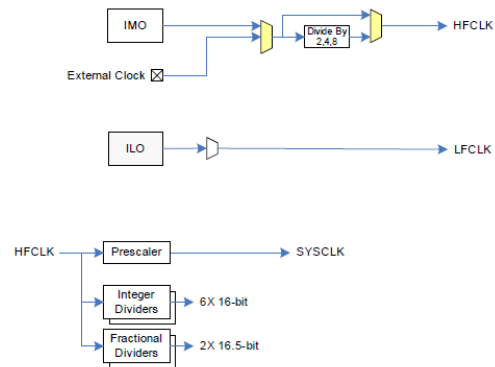 IMO
External Clock
Divide By
2,4,8
HFCLK
ILO
LFCLK
HFCLK
Prescaler
SYSCLK
Integer
Dividers
6X 16-bit
Fractional
Dividers
2X 16.5-bit